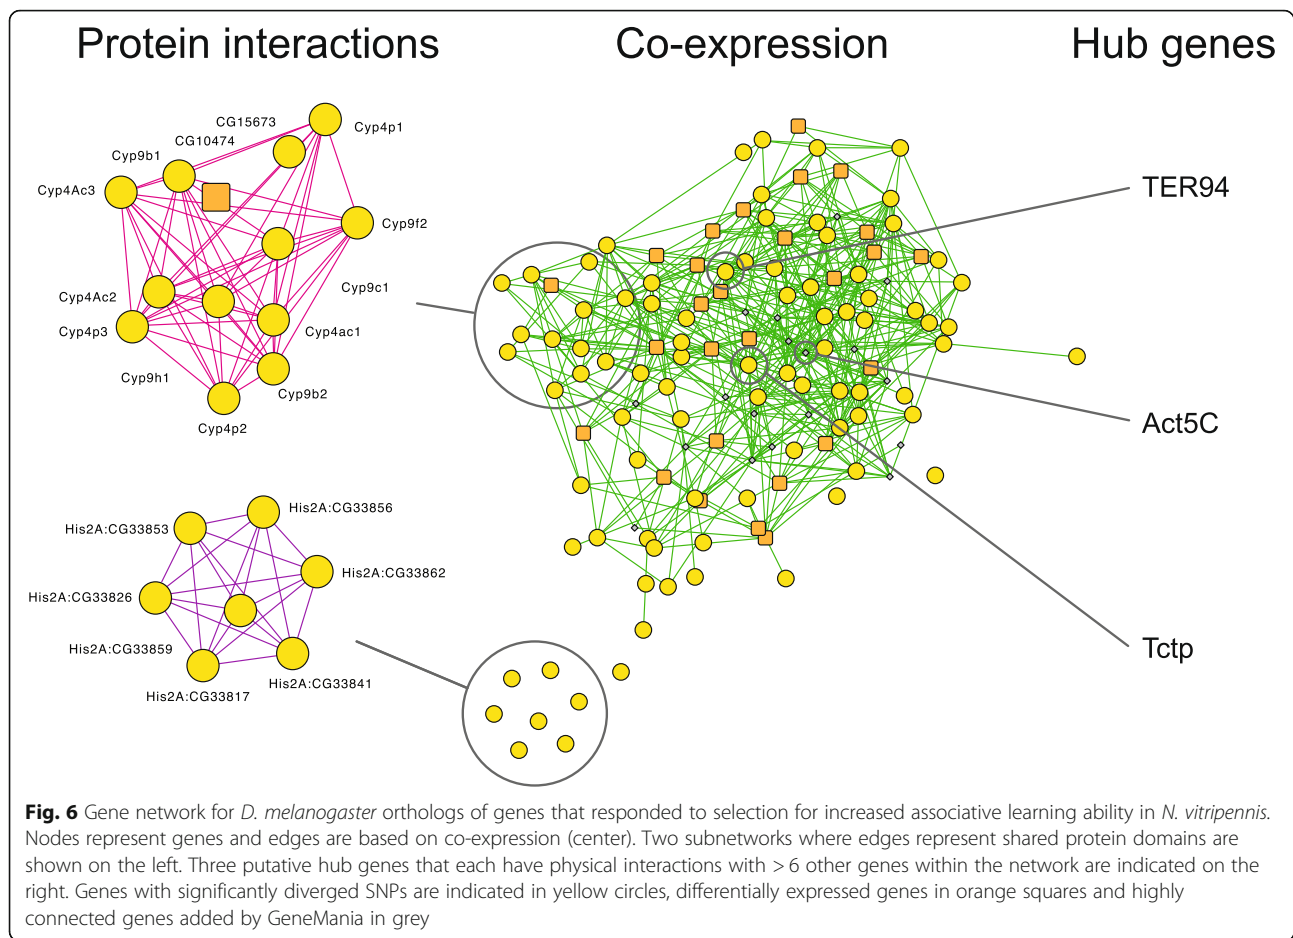 Protein interactions
Co-expression
Hub genes
CG15673
Cyp4p1
CG10474
Cyp9b1
Cyp4Ac3
Cyp9f2
Cyp9c1
Cyp4Ac2
Cyp4p3
Cyp4ac1
Cyp9h1
Cyp9b2
Cyp4p2
TER94
Act5C
Tctp
His2A:CG33856
His2A:CG33853
His2A:CG33862
His2A:CG33826
His2A:CG33859
His2A:CG33841
His2A:CG33817
Fig. 6 Gene network for D. melanogaster orthologs of genes that responded to selection for increased associative learning ability in N. vitripennis.
Nodes represent genes and edges are based on co-expression (center). Two subnetworks where edges represent shared protein domains are
shown on the left. Three putative hub genes that each have physical interactions with > 6 other genes within the network are indicated on the
right. Genes with significantly diverged SNPs are indicated in yellow circles, differentially expressed genes in orange squares and highly
connected genes added by GeneMania in grey